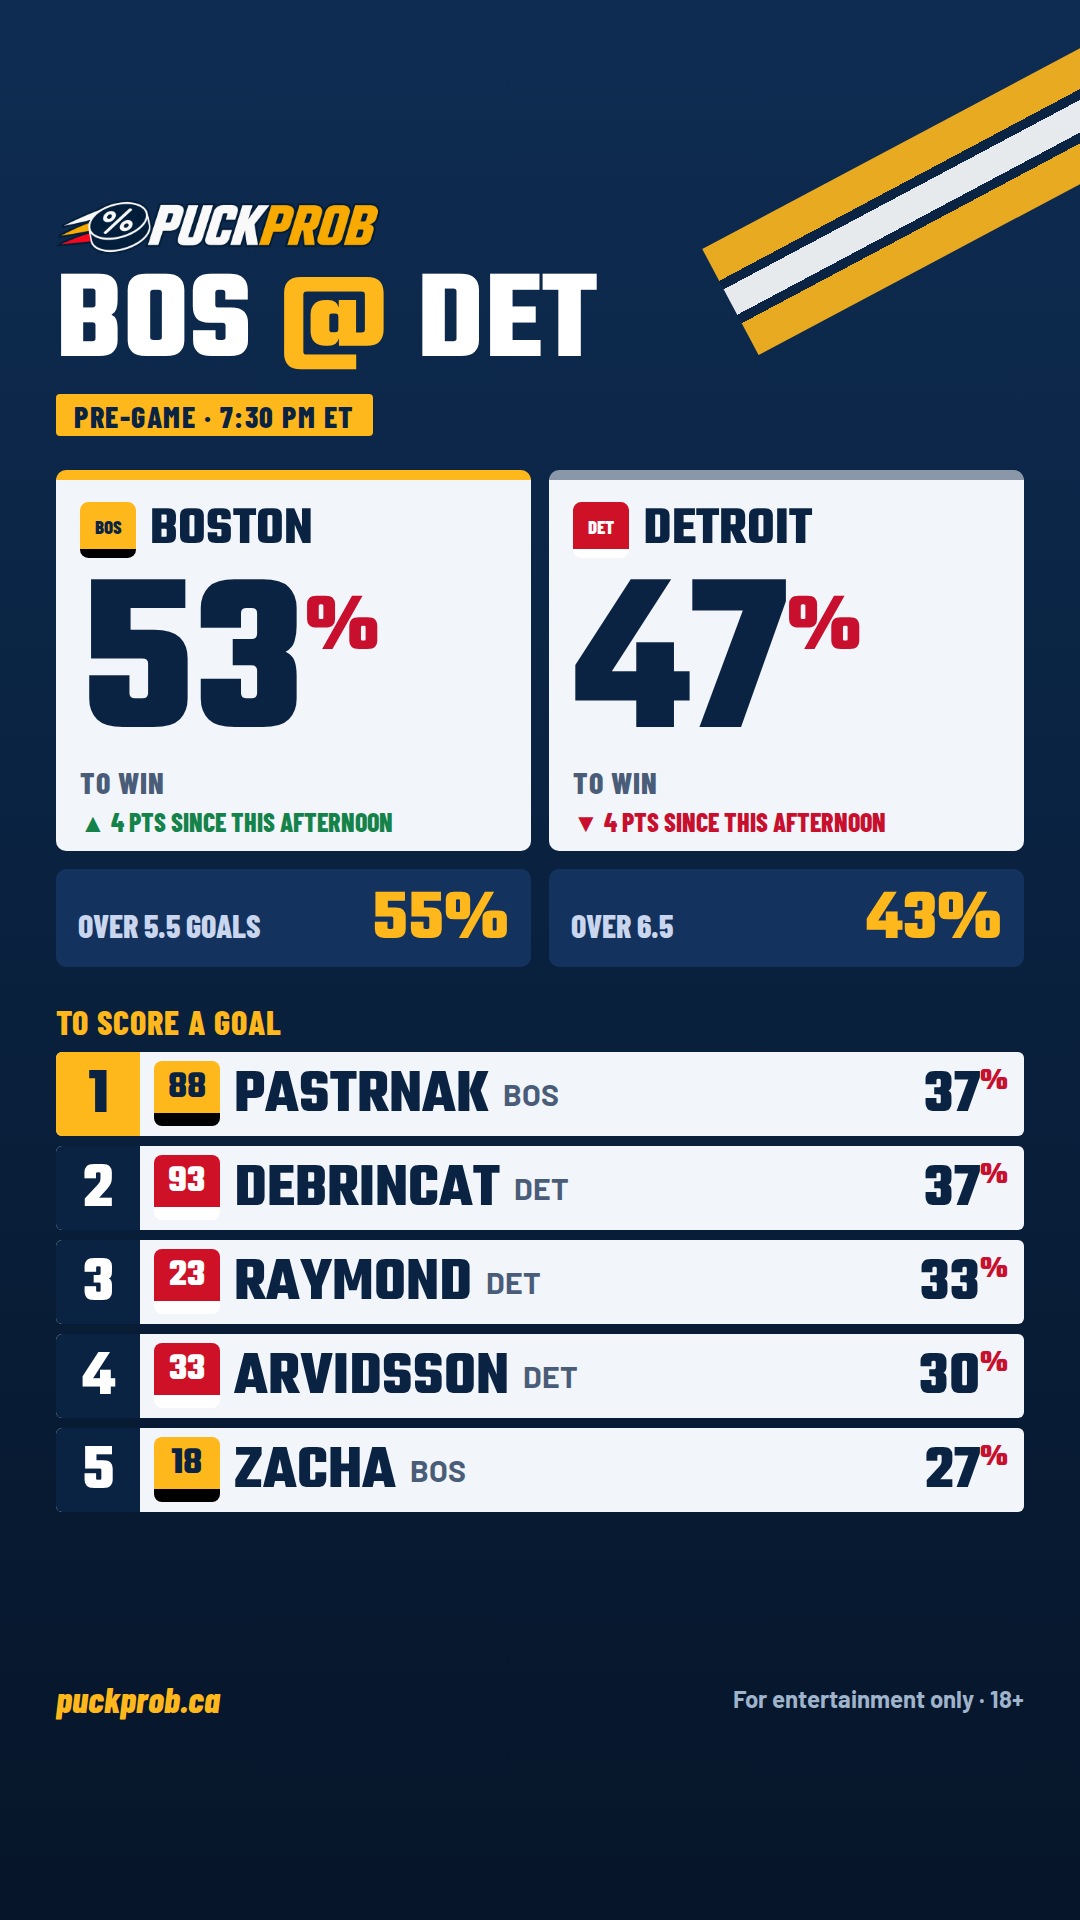 % PUCKPROB
BOS @ DET
PRE-GAME · 7:30 PM ET
BOS BOSTON
53%
TO WIN
▲ 4 PTS SINCE THIS AFTERNOON
DET DETROIT
47%
TO WIN
▼ 4 PTS SINCE THIS AFTERNOON
OVER 5.5 GOALS 55%
OVER 6.5 43%
TO SCORE A GOAL
1 88 PASTRNAK BOS 37%
2 93 DEBRINCAT DET 37%
3 23 RAYMOND DET 33%
4 33 ARVIDSSON DET 30%
5 18 ZACHA BOS 27%
puckprob.ca
For entertainment only · 18+